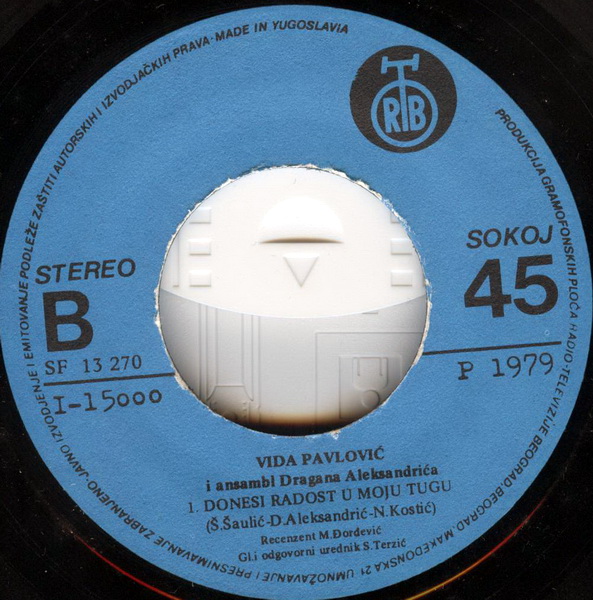 PRODUKCIJA GRAMOFONSKIH PLOČA RADIO-TELEVIZIJE BEOGRAD, BEOGRAD, MAKEDONSKA 21 UMNOŽAVANJE I PRESNIMAVANJE ZABRANJENO-JAVNO IZVOĐENJE I EMITOVANJE PODLEŽE ZAŠTITI AUTORSKIH I IZVOĐAČKIH PRAVA·MADE IN YUGOSLAVIA
RTB
STEREO
B
SF 13 270
I-15000
SOKOJ
45
P 1979
VIDA PAVLOVIĆ
i ansambl Dragana Aleksandrića
1. DONESI RADOST U MOJU TUGU
(Š.Šaulić-D.Aleksandrić-N.Kostić)
Recenzent M.Đorđević
Gl.i odgovorni urednik S.Terzić